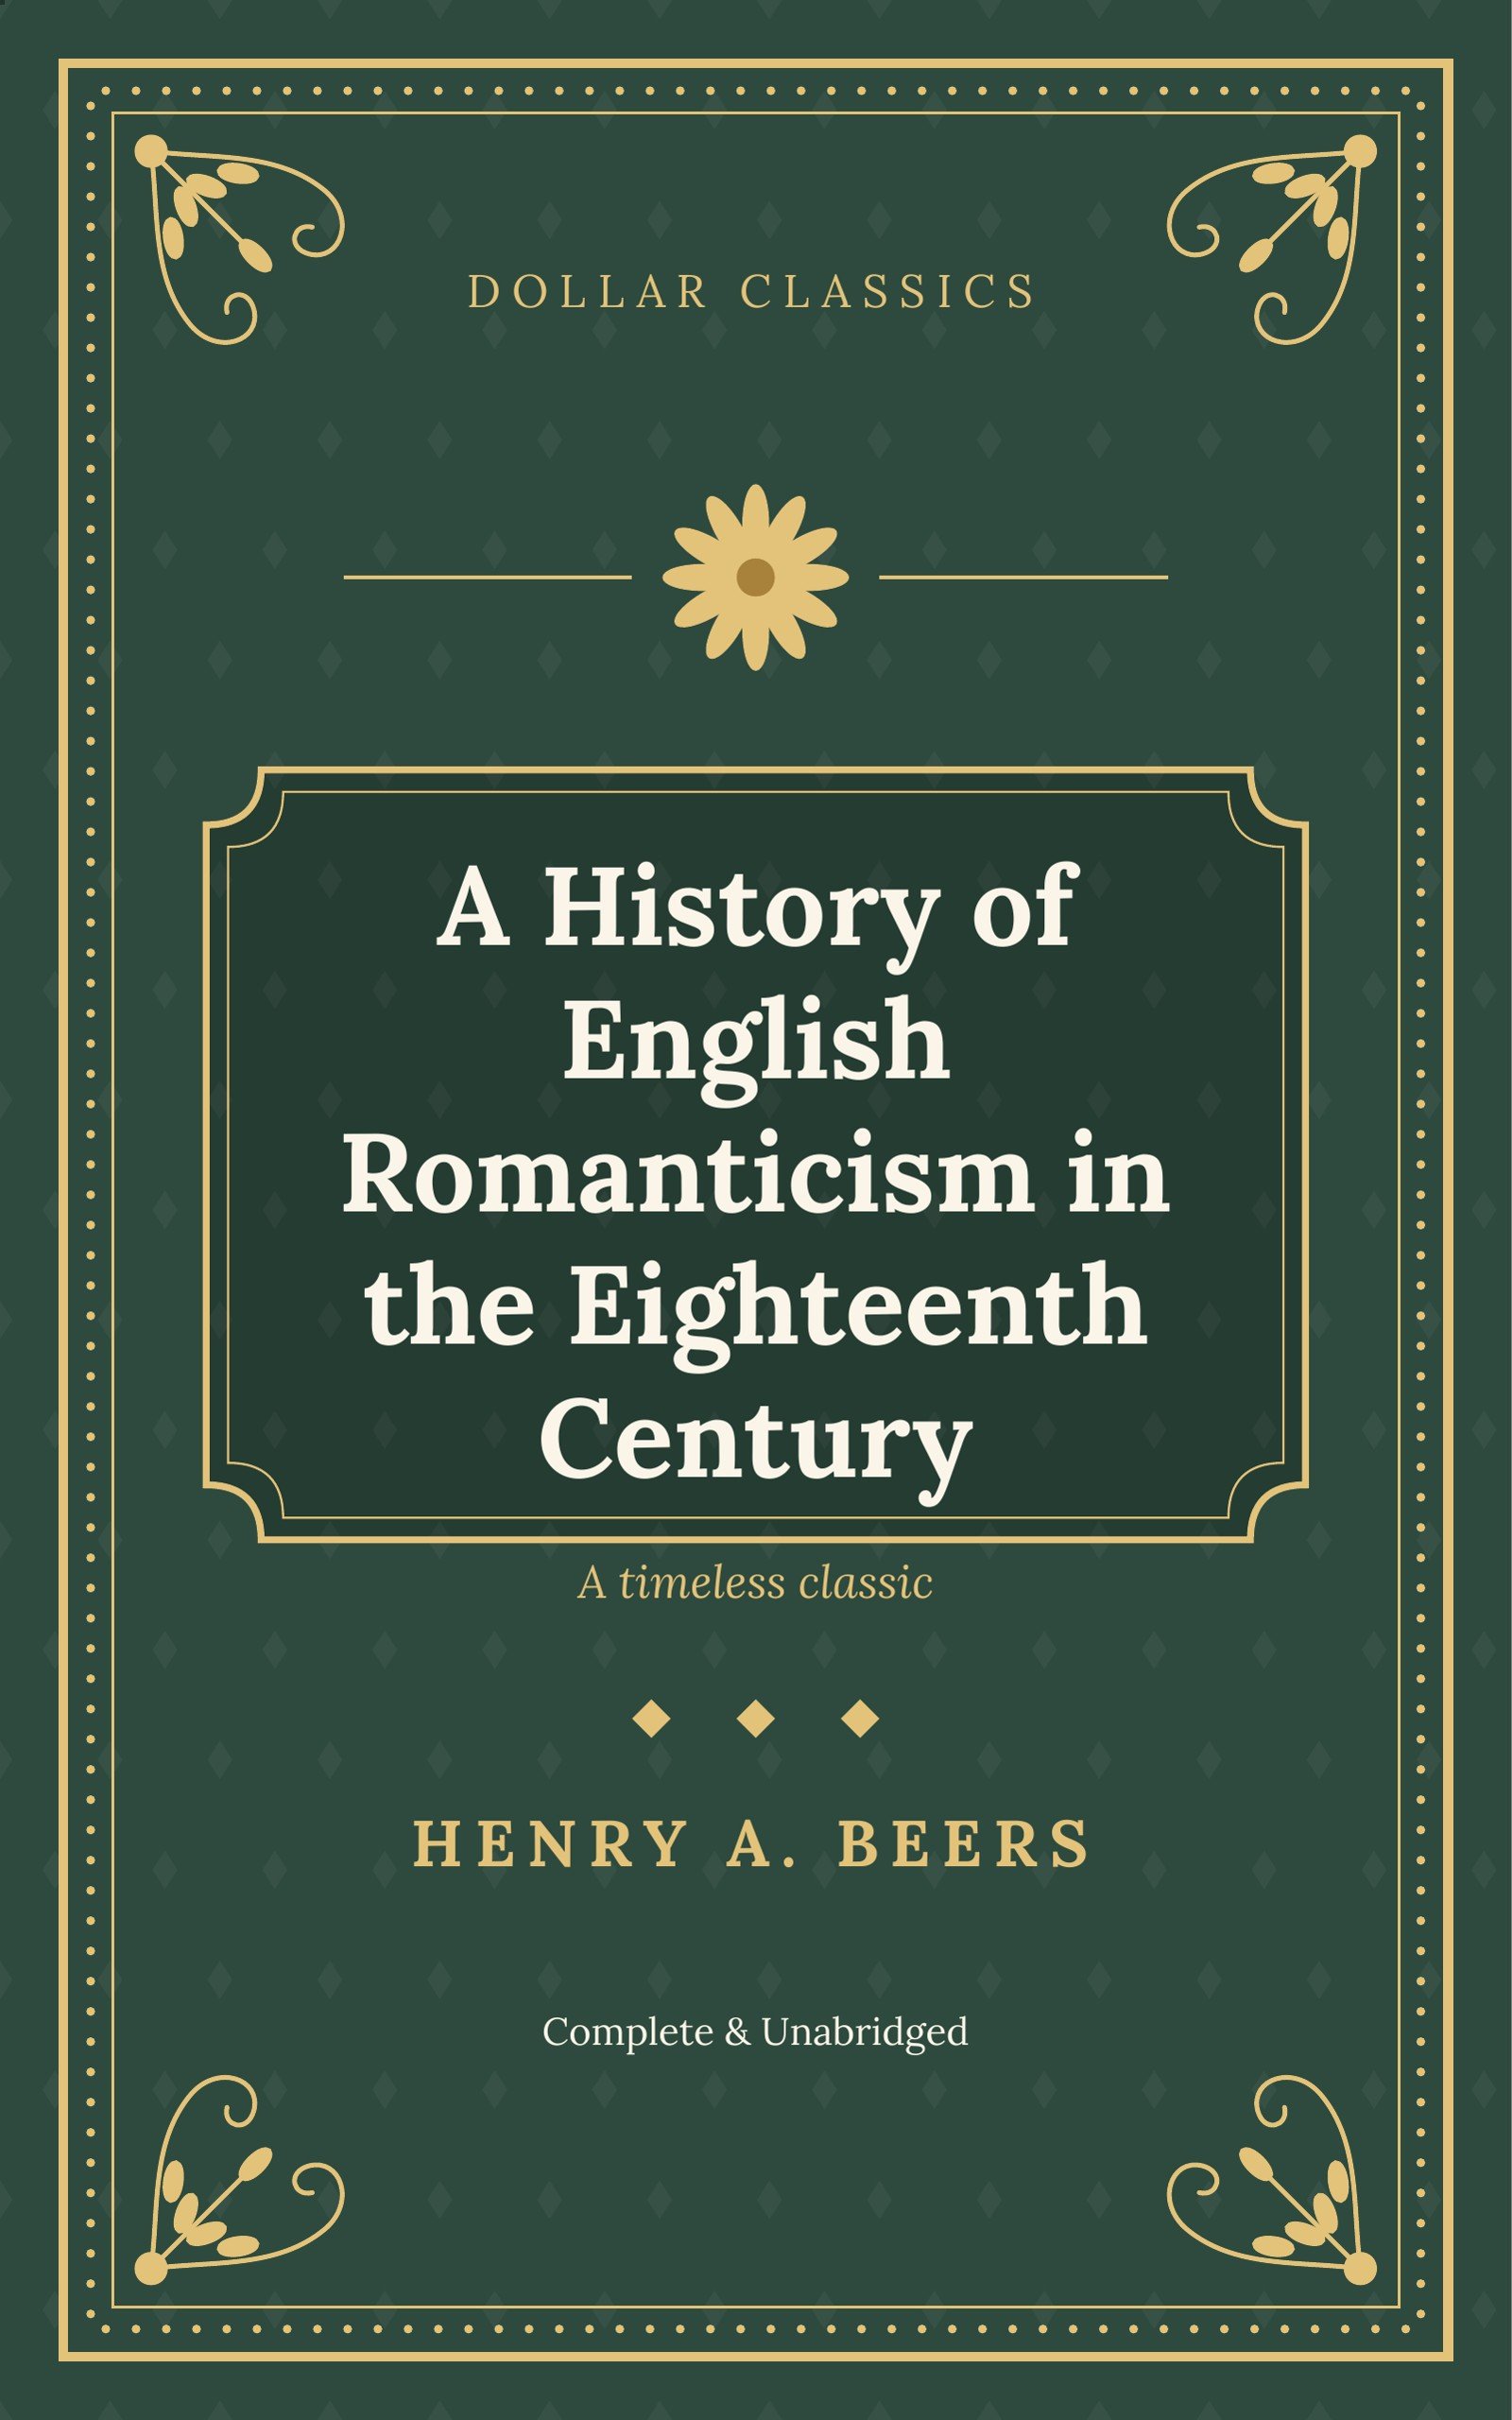 DOLLAR CLASSICS
A History of
English
Romanticism in
the Eighteenth
Century
A timeless classic
HENRY A. BEERS
Complete & Unabridged